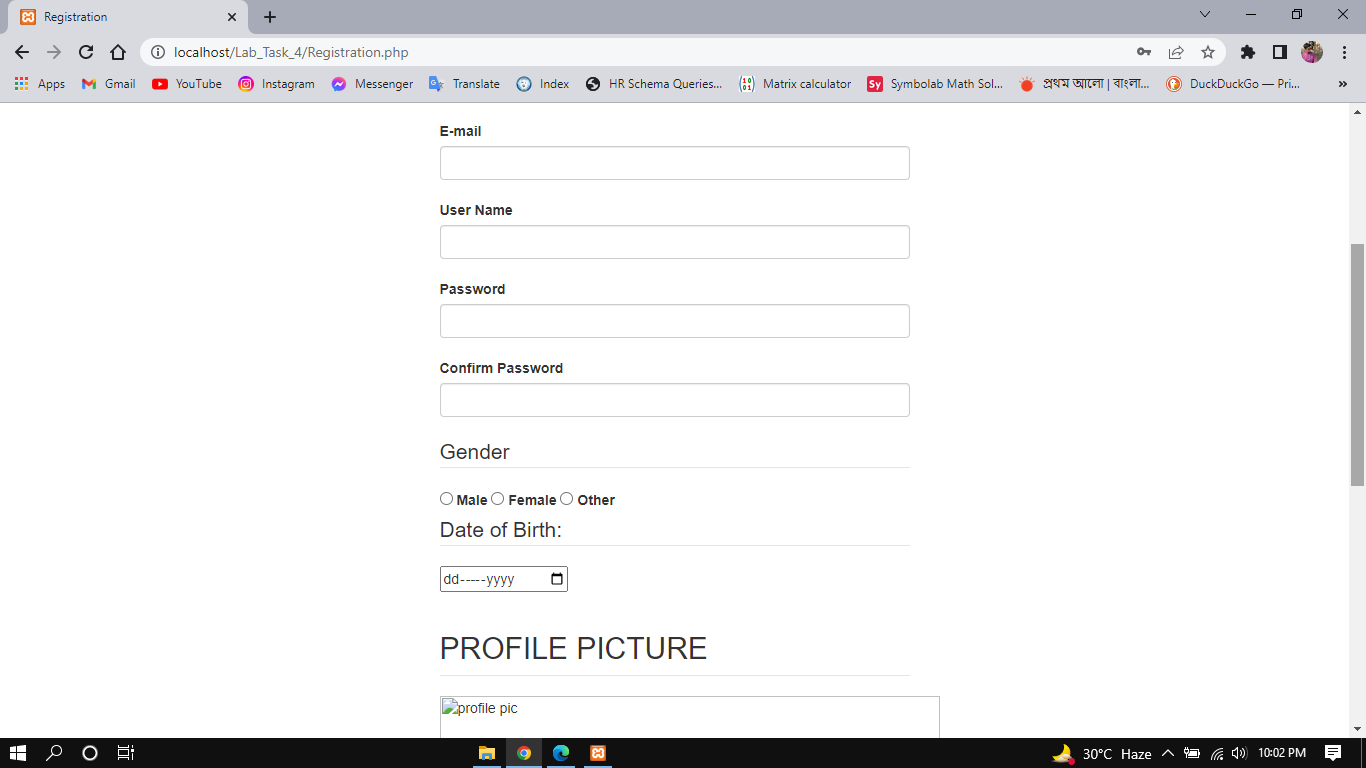 Registration
localhost/Lab_Task_4/Registration.php
Apps Gmail YouTube Instagram Messenger Translate Index HR Schema Queries... Matrix calculator Sy Symbolab Math Sol... প্রথম আলো | বাংলা... DuckDuckGo — Pri... »
E-mail
User Name
Password
Confirm Password
Gender
Male Female Other
Date of Birth:
dd-----yyyy
PROFILE PICTURE
profile pic
30°C Haze 10:02 PM